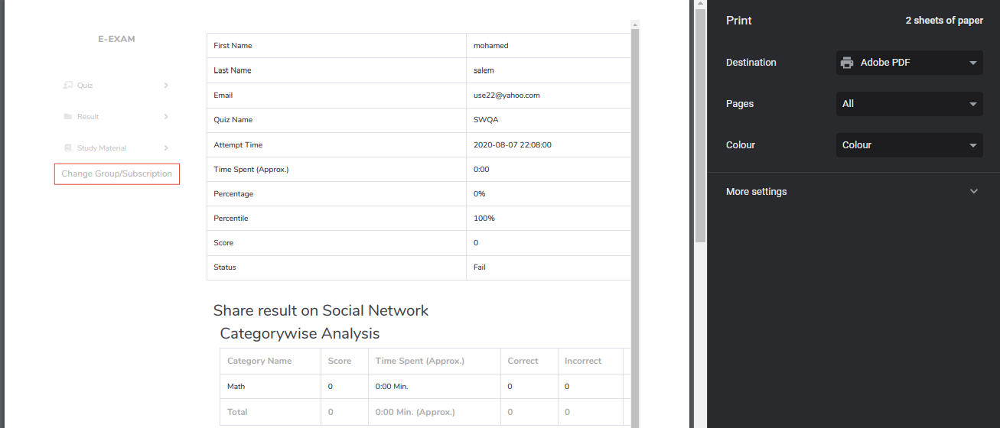 E-EXAM
Quiz
Result
Study Material
Change Group/Subscription
First Name mohamed
Last Name salem
Email use22@yahoo.com
Quiz Name SWQA
Attempt Time 2020-08-07 22:08:00
Time Spent (Approx.) 0:00
Percentage 0%
Percentile 100%
Score 0
Status Fail
Share result on Social Network
Categorywise Analysis
Category Name Score Time Spent (Approx.) Correct Incorrect
Math 0 0:00 Min. 0 0
Total 0 0:00 Min. (Approx.) 0 0
Print 2 sheets of paper
Destination Adobe PDF
Pages All
Colour Colour
More settings